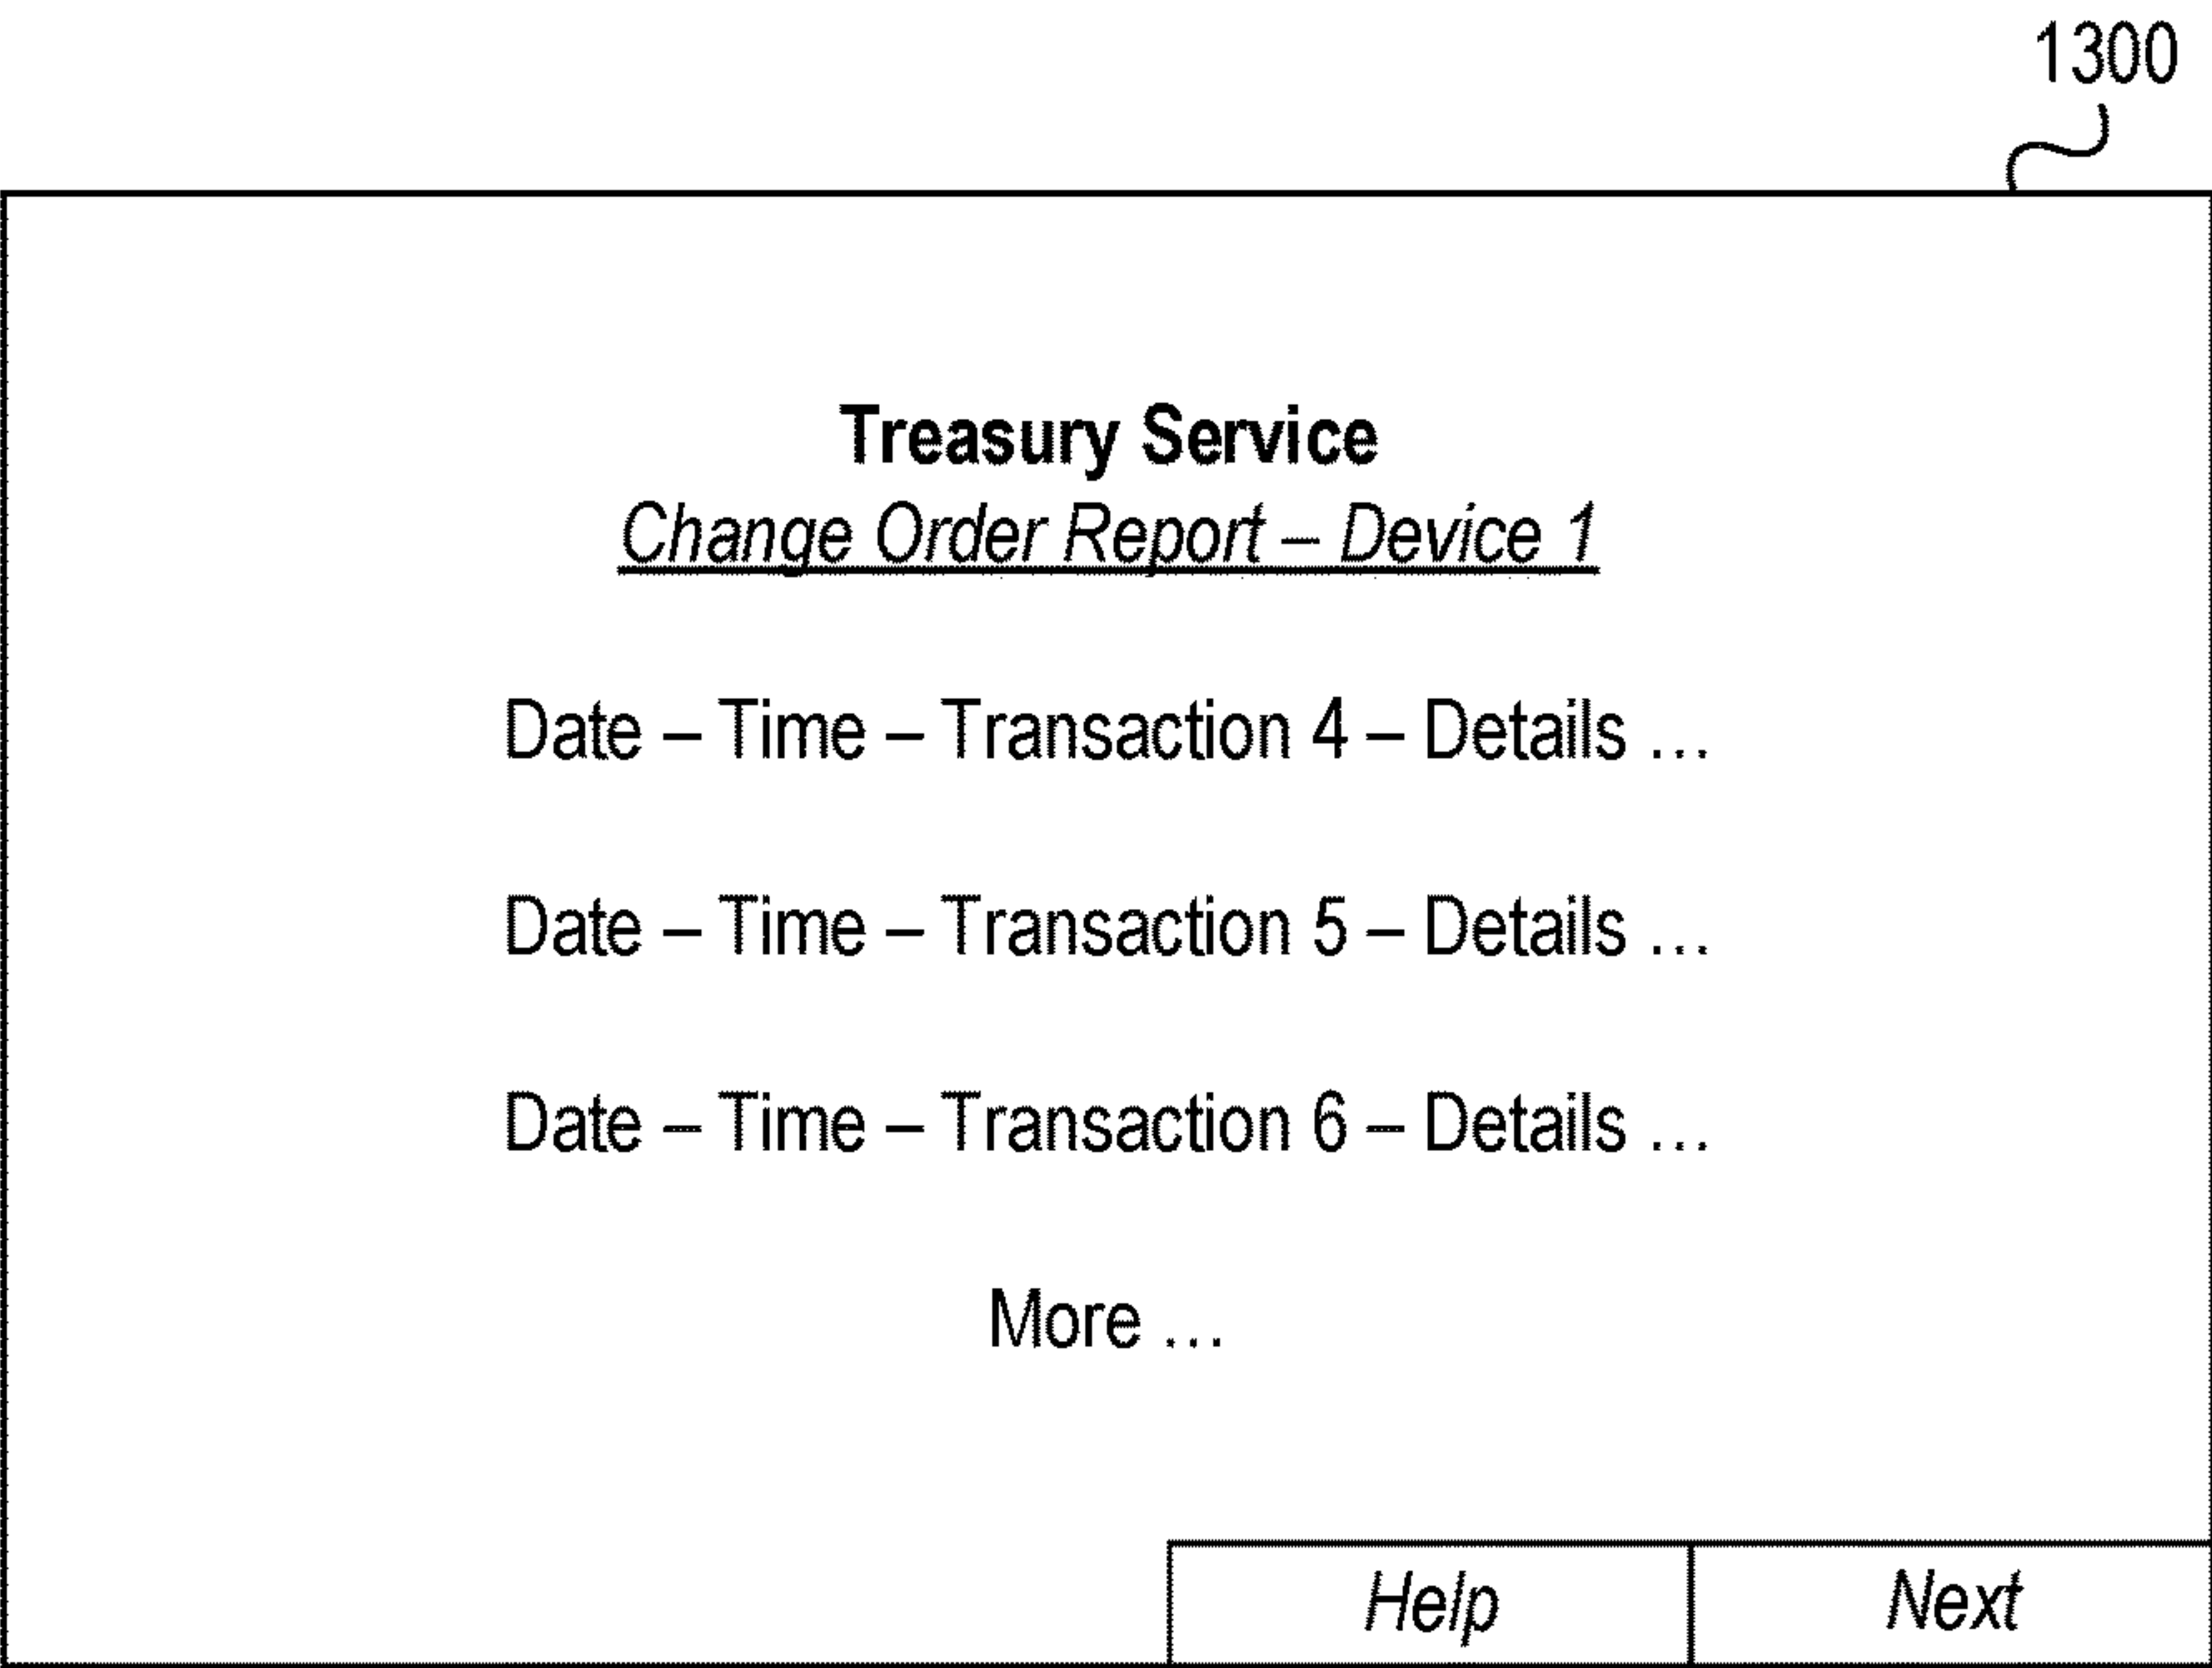 1300
Treasury Service
Change Order Report – Device 1
Date – Time – Transaction 4 – Details ...
Date – Time – Transaction 5 – Details ...
Date – Time – Transaction 6 – Details ...
More ...
Help Next